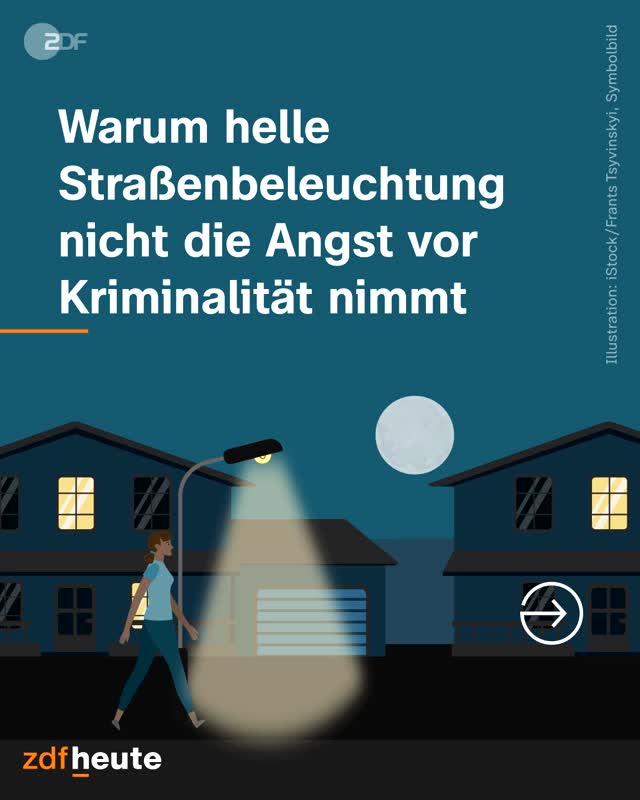 ZDF
Warum helle
Straßenbeleuchtung
nicht die Angst vor
Kriminalität nimmt
Illustration: iStock/Frants Tsyvinskyi, Symbolbild
zdfheute